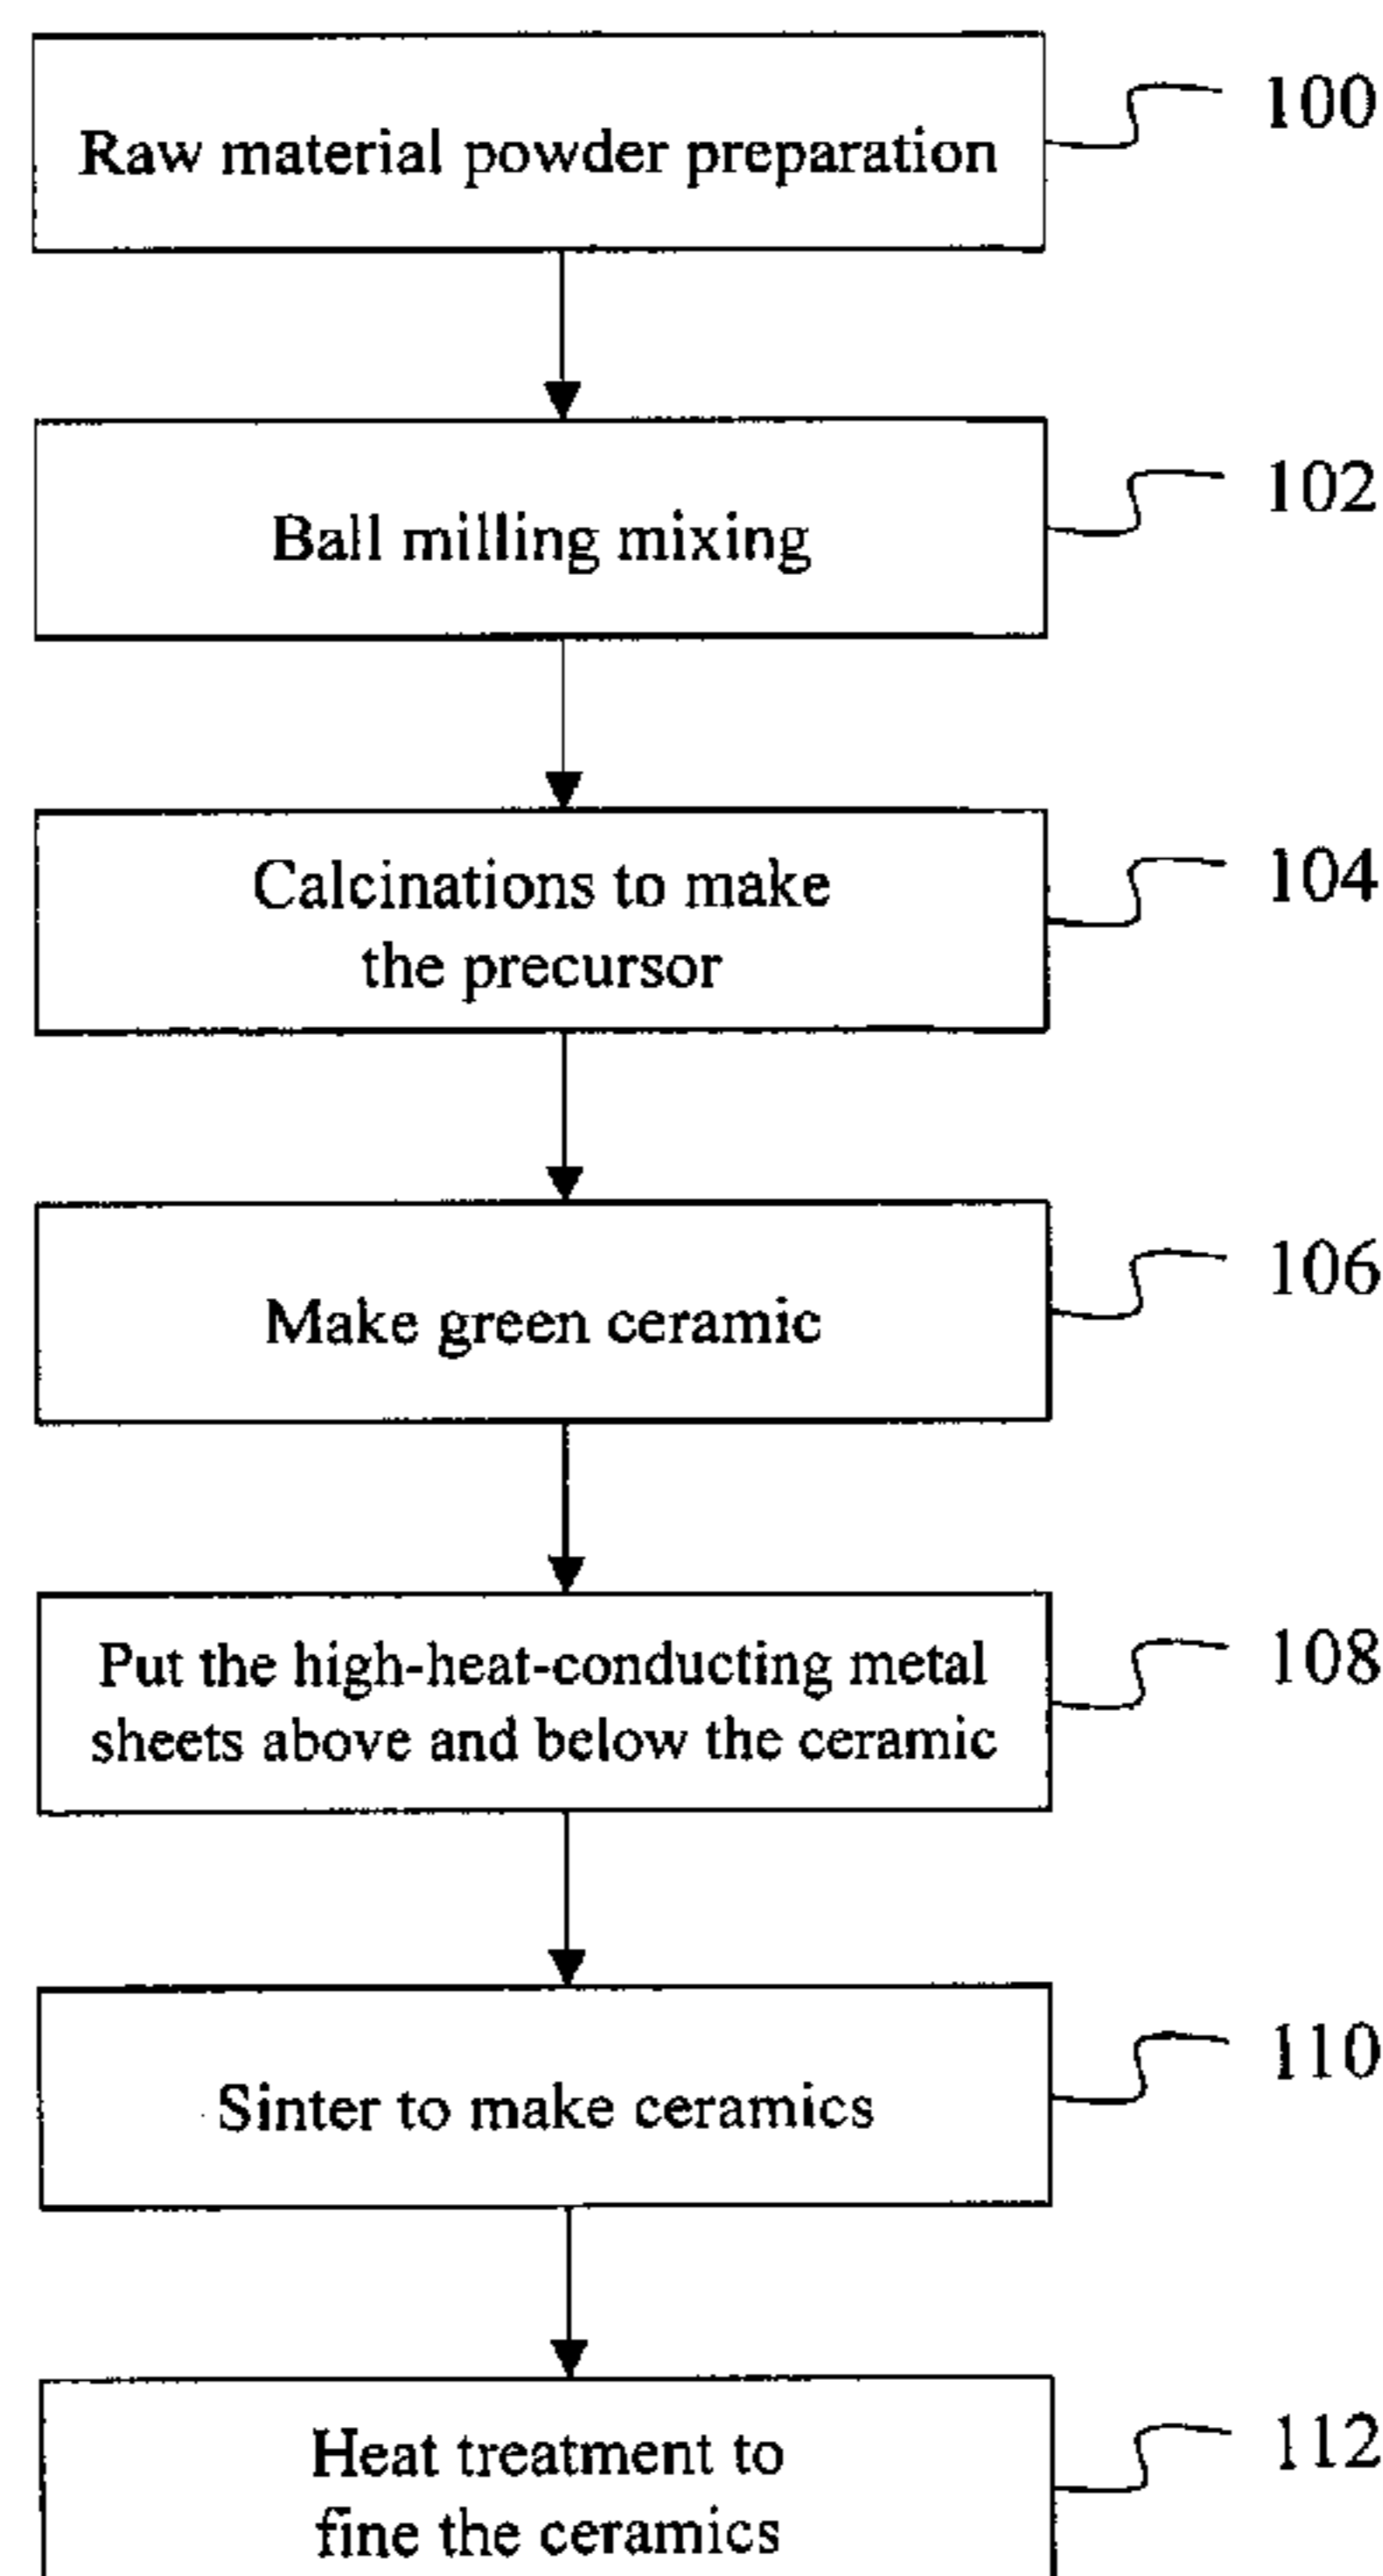 Raw material powder preparation
100
Ball milling mixing
102
Calcinations to make
the precursor
104
Make green ceramic
106
Put the high-heat-conducting metal
sheets above and below the ceramic
108
Sinter to make ceramics
110
Heat treatment to
fine the ceramics
112